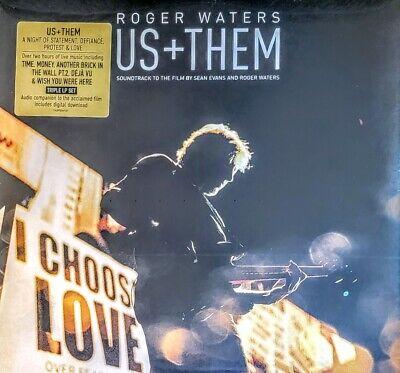 ROGER WATERS
US+THEM
SOUNDTRACK TO THE FILM BY SEAN EVANS AND ROGER WATERS
US+THEM
A NIGHT OF STATEMENT, DEFIANCE,
PROTEST & LOVE
Over two hours of live music including
TIME, MONEY, ANOTHER BRICK IN
THE WALL PT.2, DÉJÀ VU
& WISH YOU WERE HERE
TRIPLE LP SET
Audio companion to the acclaimed film
Includes digital download
I CHOOS
LOVE
OVER